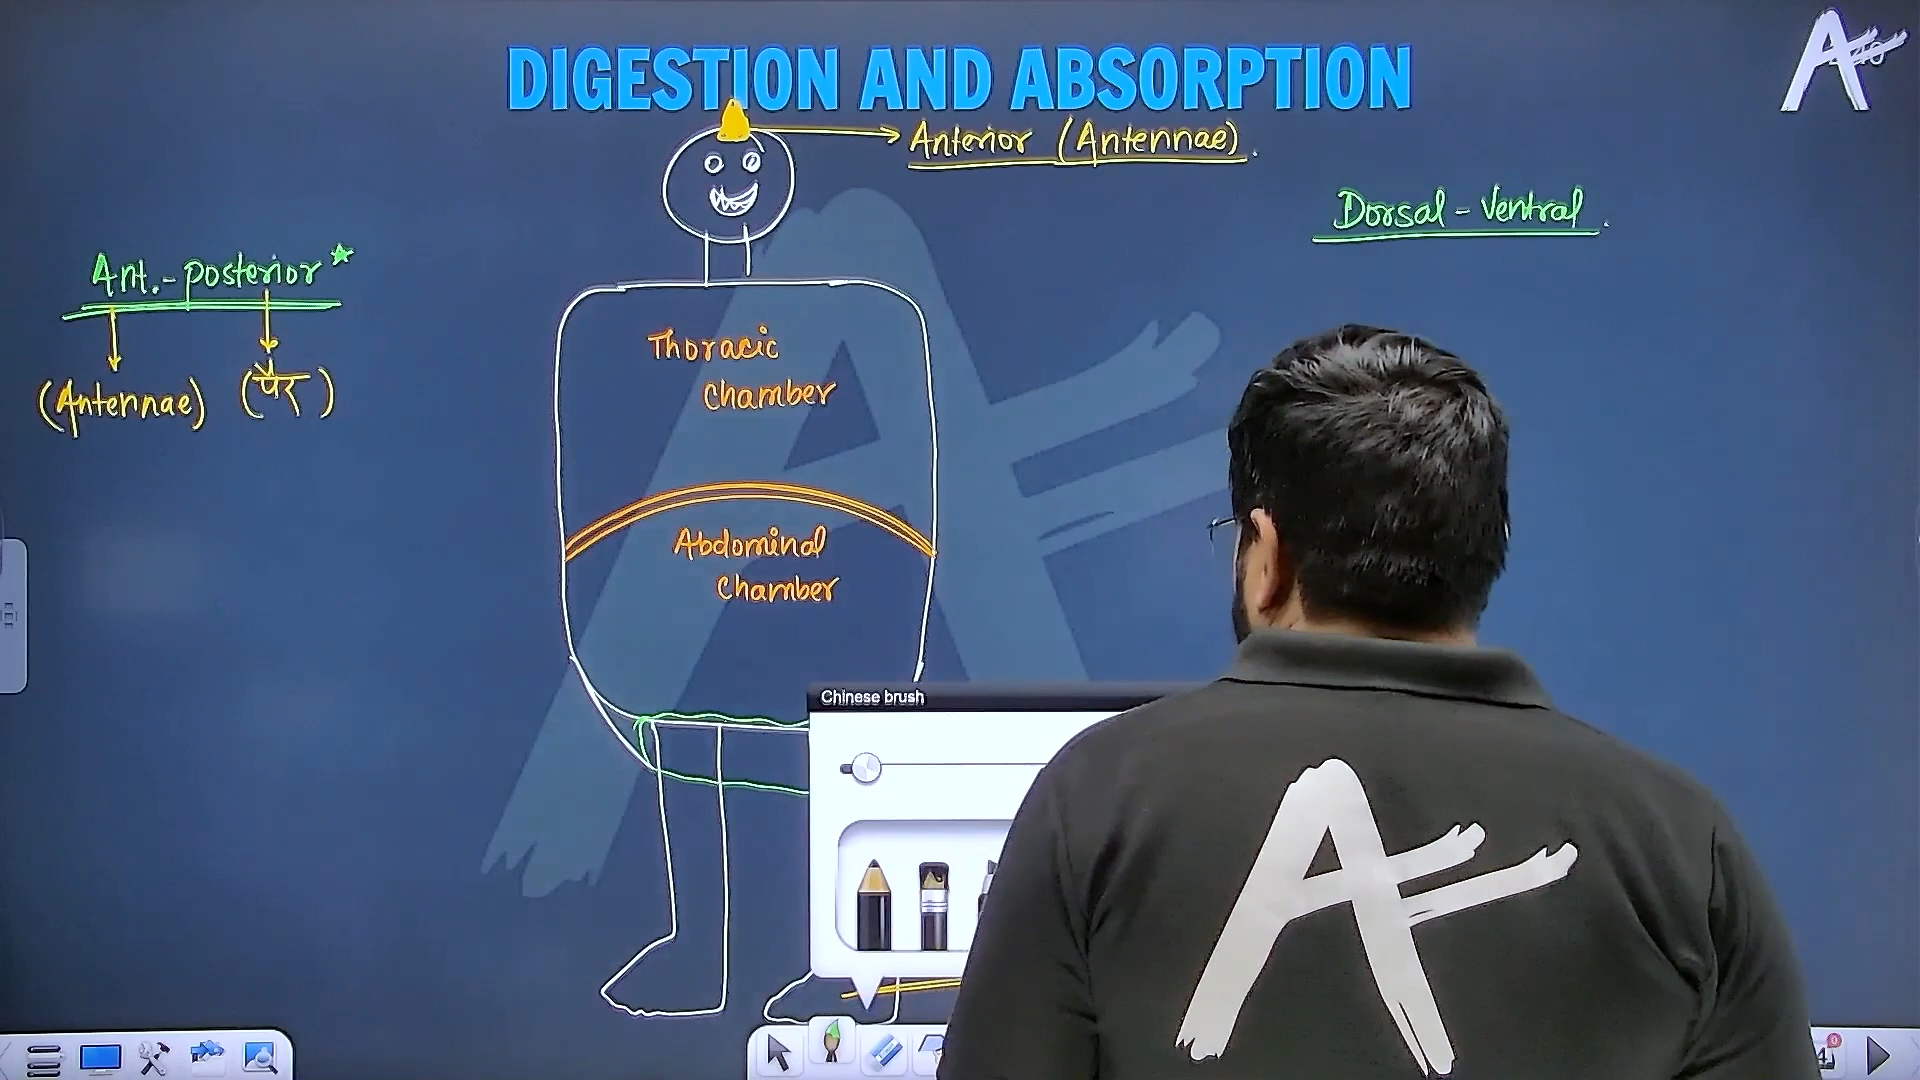 DIGESTION AND ABSORPTION
Anterior (Antennae).
Dorsal - Ventral.
Ant. - posterior
(Antennae) (पैर)
Thoracic
Chamber
Abdominal
Chamber
Chinese brush